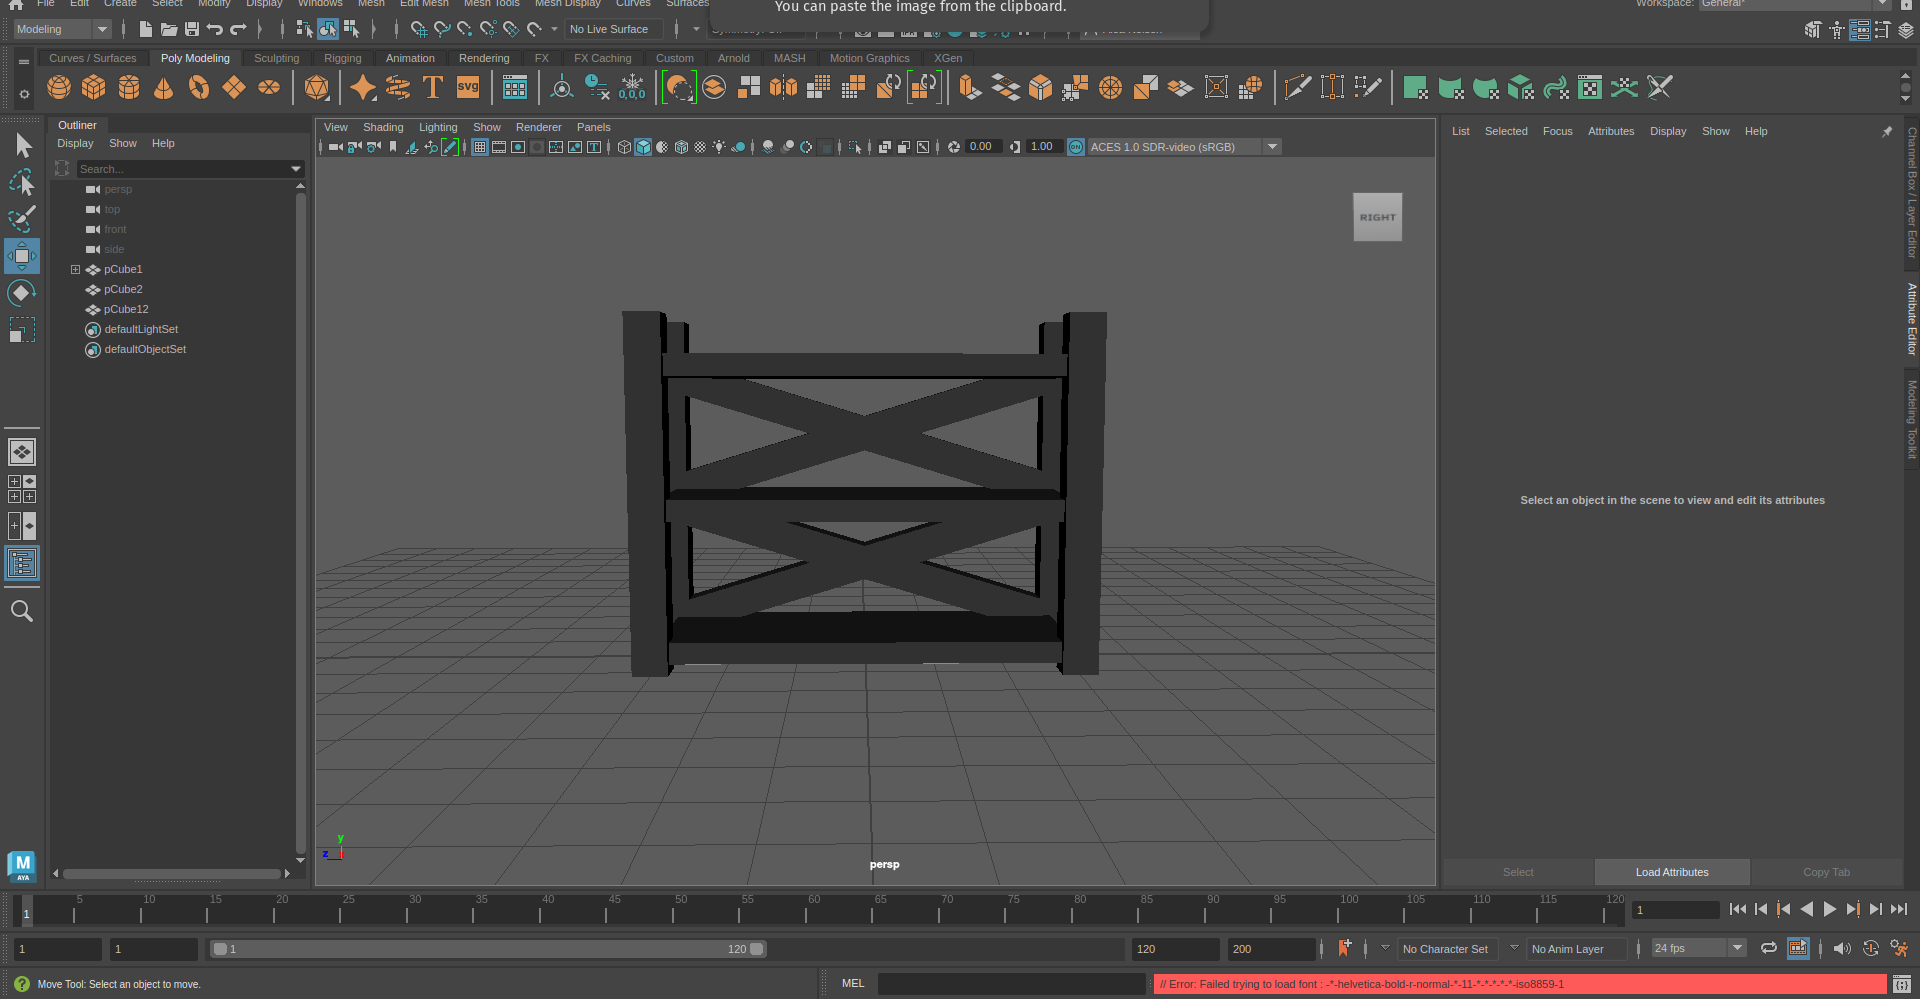 You can paste the image from the clipboard.
File Edit Create Select Modify Display Windows Mesh Edit Mesh Mesh Tools Mesh Display Curves Surfaces
Workspace: General*
Modeling
No Live Surface
Curves / Surfaces Poly Modeling Sculpting Rigging Animation Rendering FX FX Caching Custom Arnold MASH Motion Graphics XGen
T
svg
0,0,0
Outliner
Display Show Help
Search...
persp
top
front
side
pCube1
pCube2
pCube12
defaultLightSet
defaultObjectSet
View Shading Lighting Show Renderer Panels
0.00
1.00
ON
ACES 1.0 SDR-video (sRGB)
RIGHT
y
z
persp
List Selected Focus Attributes Display Show Help
Select an object in the scene to view and edit its attributes
Select
Load Attributes
Copy Tab
Channel Box / Layer Editor
Attribute Editor
Modeling Toolkit
M
AYA
1 5 10 15 20 25 30 35 40 45 50 55 60 65 70 75 80 85 90 95 100 105 110 115 120
1
1
1
1
120
120
200
No Character Set
No Anim Layer
24 fps
Move Tool: Select an object to move.
MEL
// Error: Failed trying to load font : -*-helvetica-bold-r-normal-*-11-*-*-*-*-*-iso8859-1